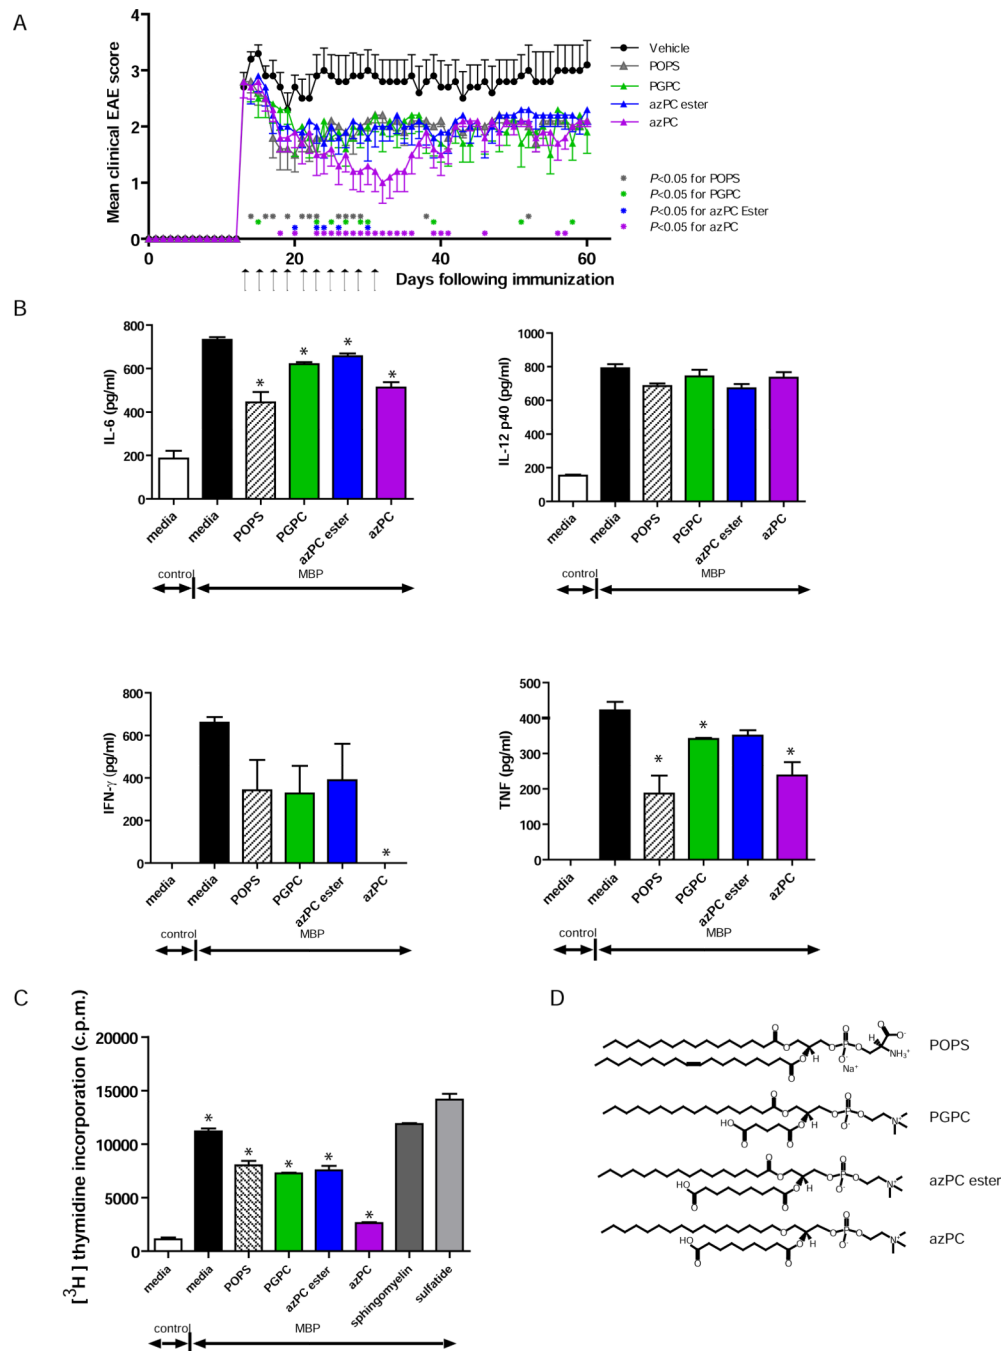 A
Mean clinical EAE score
4
3
2
1
0
0
20
40
60
Days following immunization
Vehicle
POPS
PGPC
azPC ester
azPC
P<0.05 for POPS
P<0.05 for PGPC
P<0.05 for azPC Ester
P<0.05 for azPC
B
IL-6 (pg/ml)
800
600
400
200
0
* * * *
media
media
POPS
PGPC
azPC ester
azPC
control
MBP
IL-12 p40 (pg/ml)
1000
800
600
400
200
0
media
media
POPS
PGPC
azPC ester
azPC
control
MBP
IFN-γ (pg/ml)
800
600
400
200
0
*
media
media
POPS
PGPC
azPC ester
azPC
control
MBP
TNF (pg/ml)
500
400
300
200
100
0
* * *
media
media
POPS
PGPC
azPC ester
azPC
control
MBP
C
[³H] thymidine incorporation (c.p.m.)
20000
15000
10000
5000
0
* * * * *
media
media
POPS
PGPC
azPC ester
azPC
sphingomyelin
sulfatide
control
MBP
D
O O O O⁻
O O P O H NH₃⁺
O H O⁻
O Na⁺
POPS
O O
O O P O N⁺
HO O H O⁻
O O
PGPC
O O
O O P O N⁺
HO O H O⁻
O O
azPC ester
O
O O P O N⁺
HO O H O⁻
O O
azPC